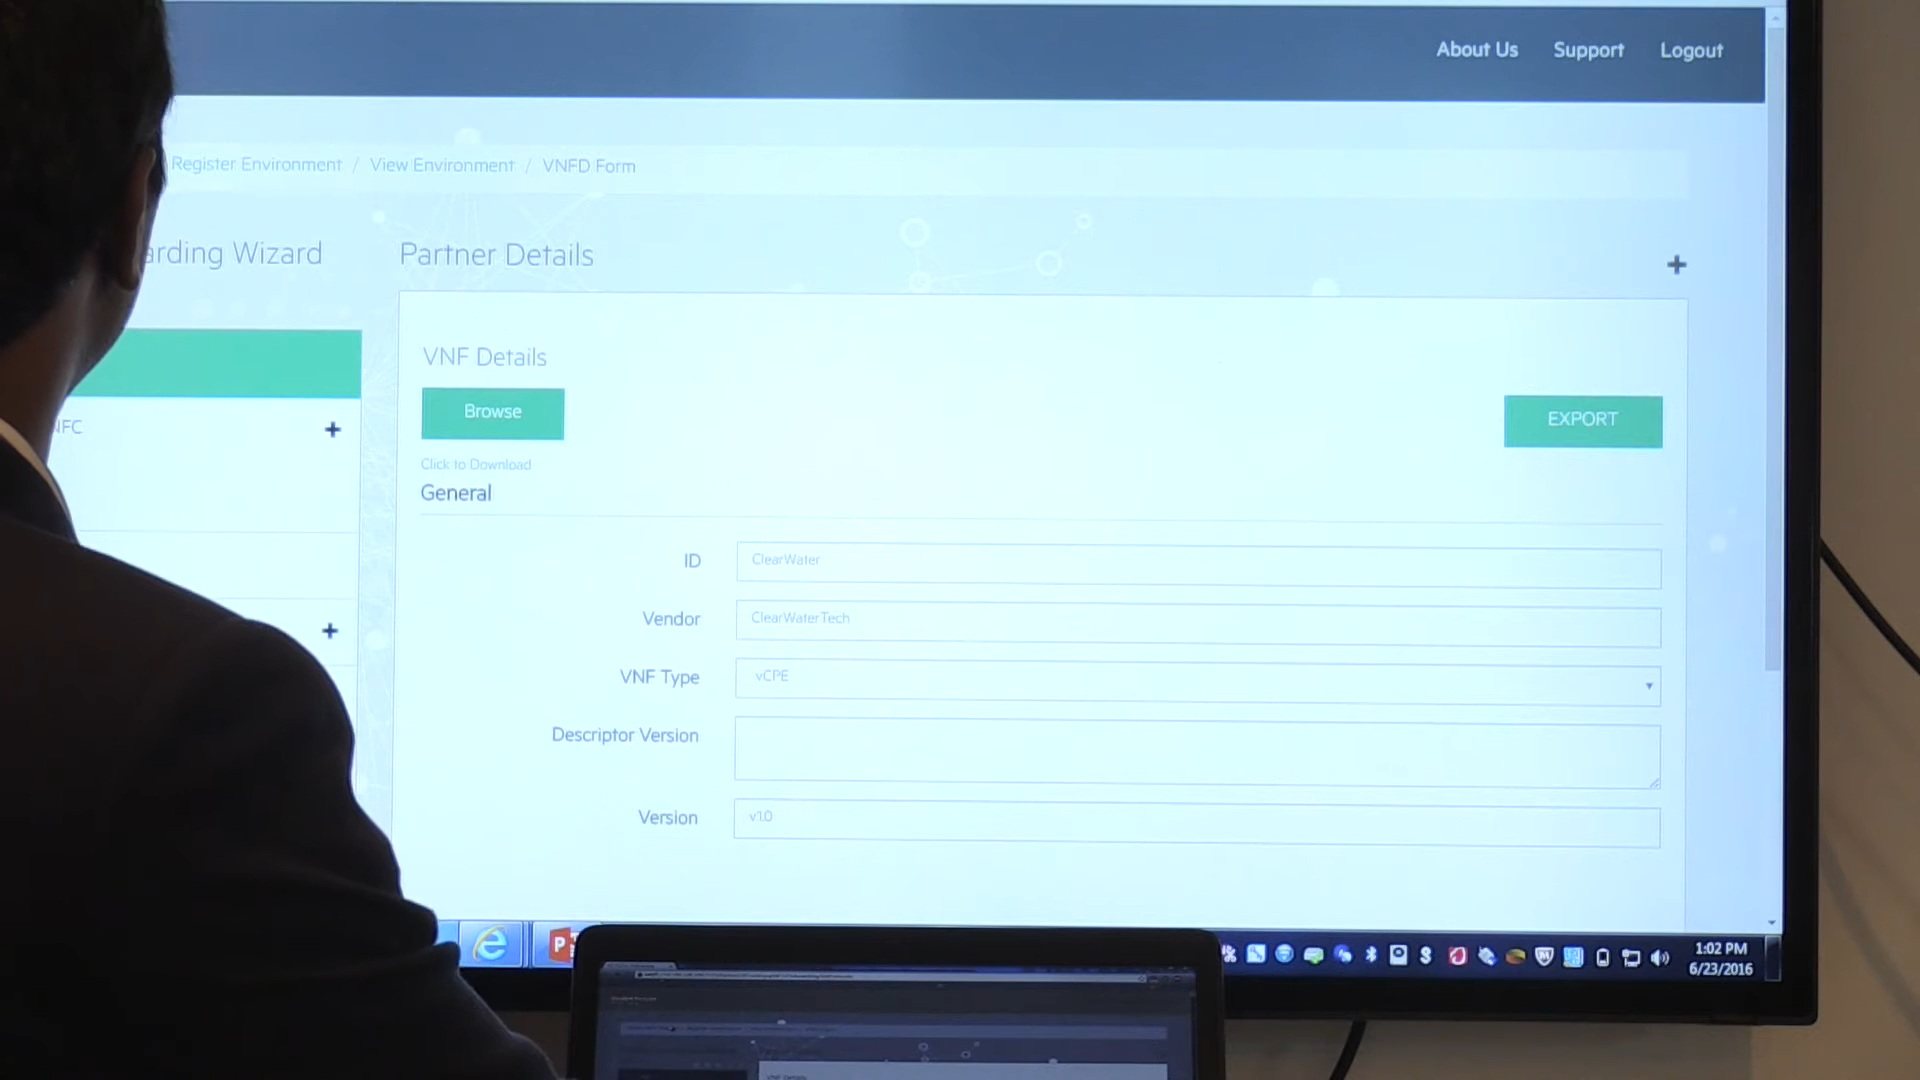 About Us Support Logout
Register Environment / View Environment / VNFD Form
arding Wizard
Partner Details
VNF Details
Browse
EXPORT
NFC
Click to Download
General
ID ClearWater
Vendor ClearWaterTech
VNF Type vCPE
Descriptor Version
Version v1.0
1:02 PM
6/23/2016